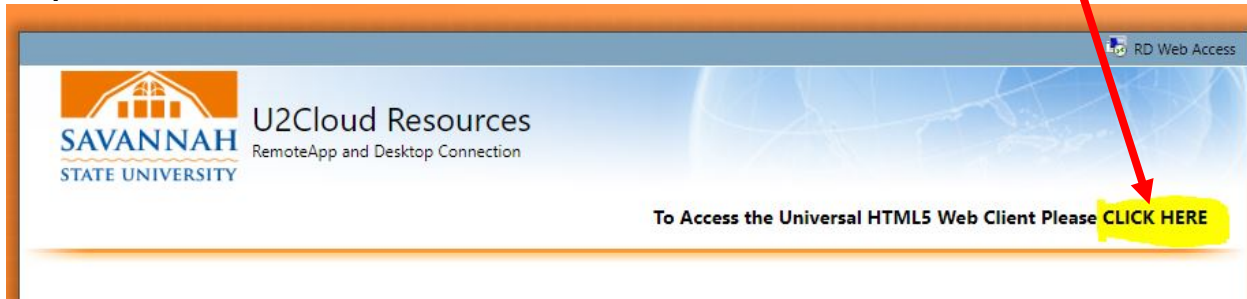 RD Web Access
SAVANNAH
STATE UNIVERSITY
U2Cloud Resources
RemoteApp and Desktop Connection
To Access the Universal HTML5 Web Client Please CLICK HERE